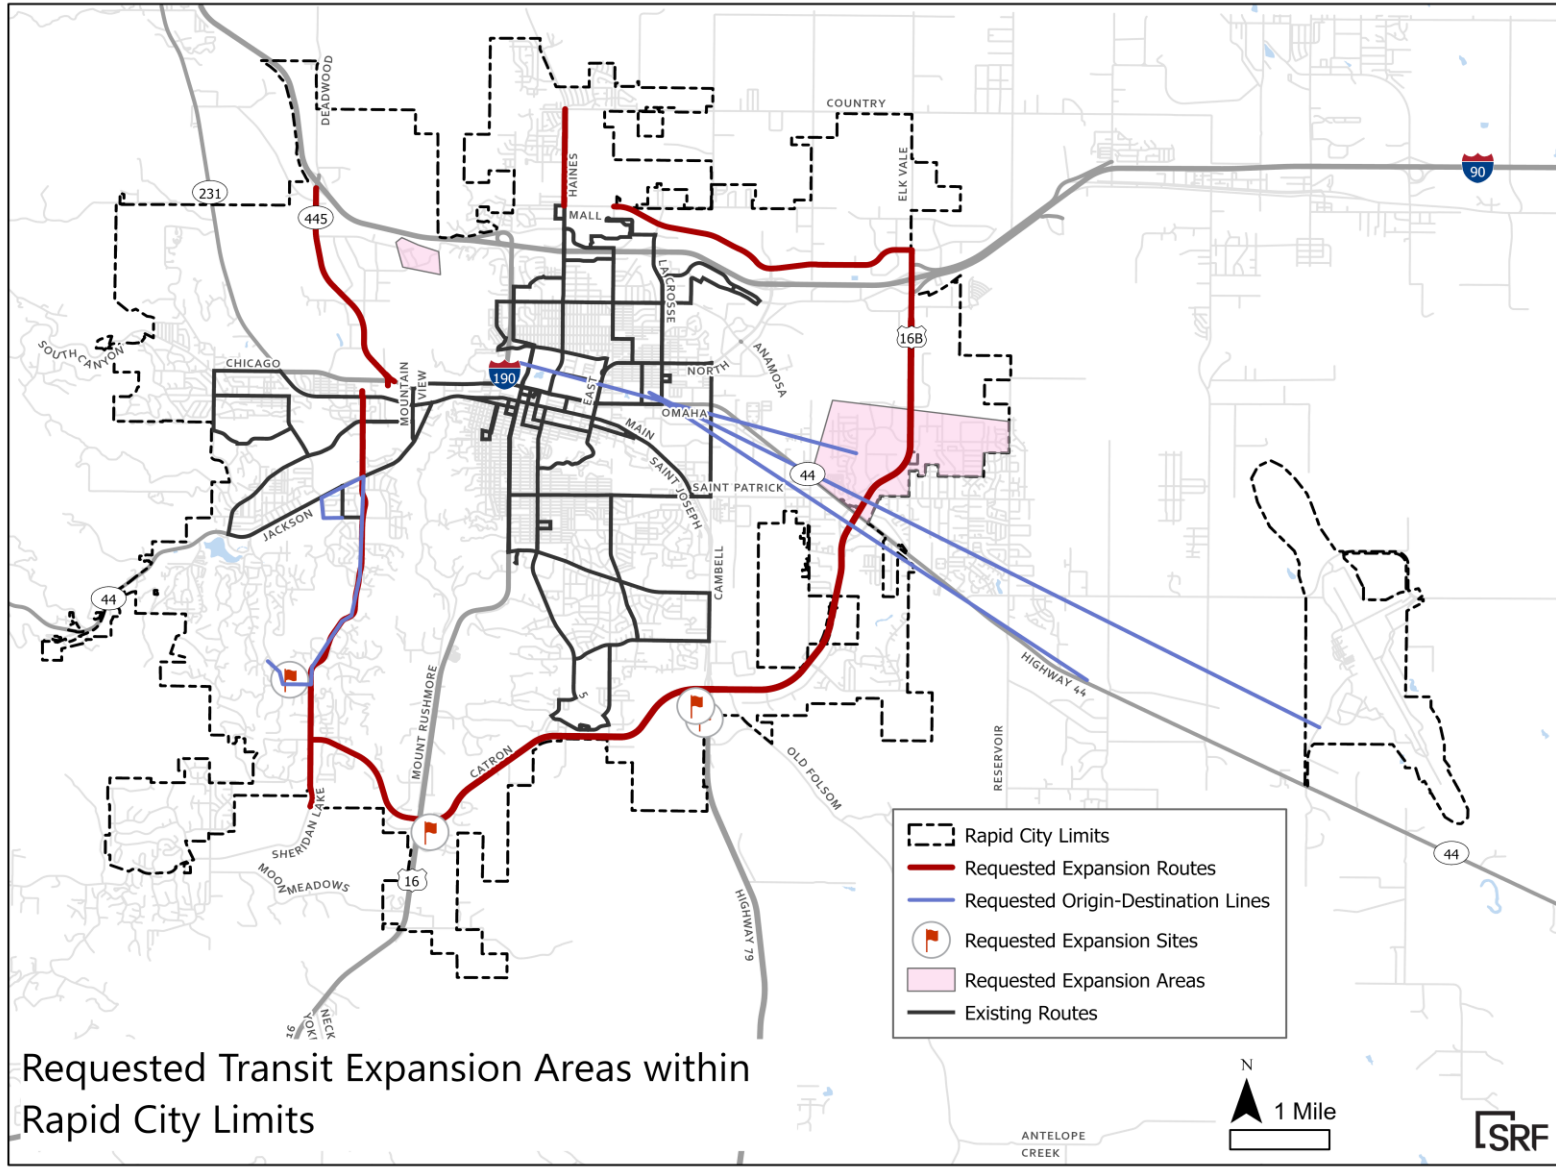 DEADWOOD
COUNTRY
HAINES
ELK VALE
90
231
445
MALL
LACROSSE
16B
SOUTH CANYON
CHICAGO
MOUNTAIN
VIEW
190
EAST
NORTH
ANAMOSA
OMAHA
MAIN
SAINT JOSEPH
SAINT PATRICK
44
JACKSON
CAMBELL
44
MOUNT RUSHMORE
S
HIGHWAY 44
CATRON
OLD FOLSOM
RESERVOIR
SHERIDAN LAKE
MOON
MEADOWS
16
HIGHWAY 79
44
16
YOK
NECK
Rapid City Limits
Requested Expansion Routes
Requested Origin-Destination Lines
Requested Expansion Sites
Requested Expansion Areas
Existing Routes
Requested Transit Expansion Areas within
Rapid City Limits
N
1 Mile
ANTELOPE
CREEK
SRF